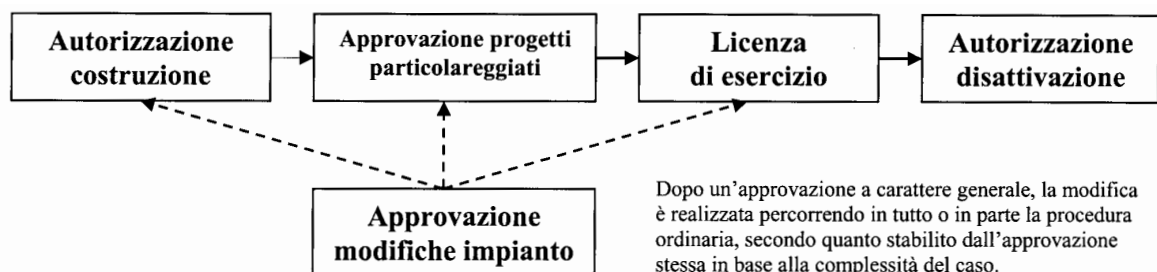 Autorizzazione
costruzione
Approvazione progetti
particolareggiati
Licenza
di esercizio
Autorizzazione
disattivazione
Approvazione
modifiche impianto
Dopo un'approvazione a carattere generale, la modifica
è realizzata percorrendo in tutto o in parte la procedura
ordinaria, secondo quanto stabilito dall'approvazione
stessa in base alla complessità del caso.